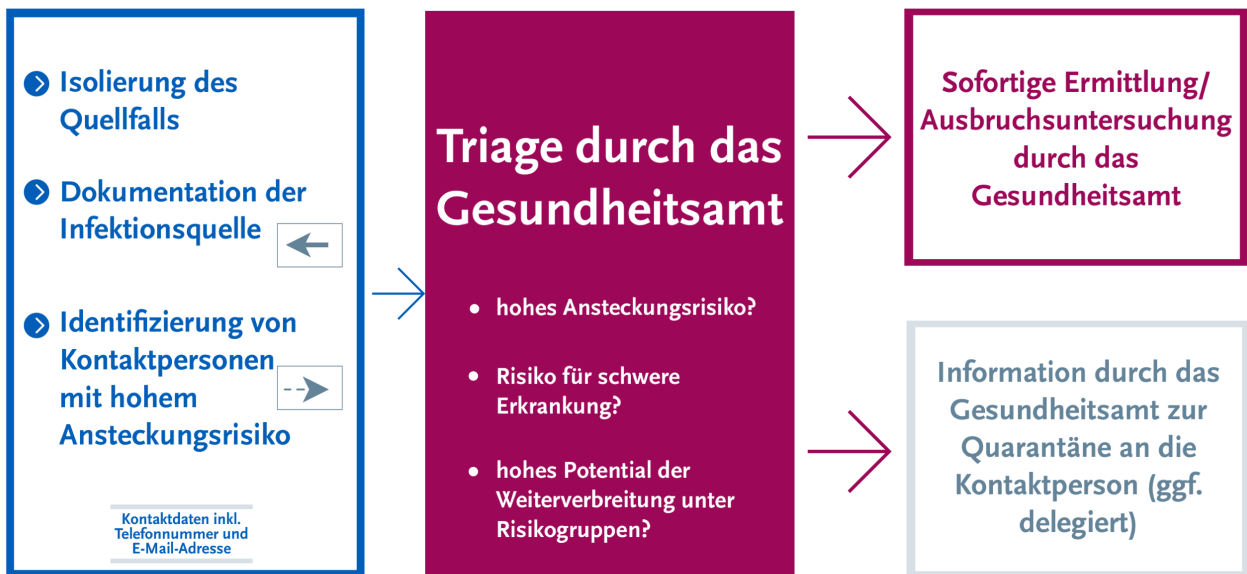 Isolierung des
Quellfalls
Dokumentation der
Infektionsquelle
Identifizierung von
Kontaktpersonen
mit hohem
Ansteckungsrisiko
Kontaktdaten inkl.
Telefonnummer und
E-Mail-Adresse
Triage durch das
Gesundheitsamt
• hohes Ansteckungsrisiko?
• Risiko für schwere
Erkrankung?
• hohes Potential der
Weiterverbreitung unter
Risikogruppen?
Sofortige Ermittlung/
Ausbruchsuntersuchung
durch das
Gesundheitsamt
Information durch das
Gesundheitsamt zur
Quarantäne an die
Kontaktperson (ggf.
delegiert)